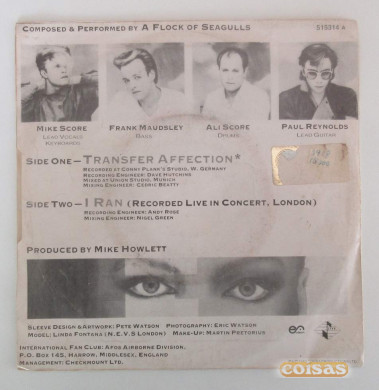 Composed & Performed by A Flock of Seagulls
515314 A
Mike Score
Lead Vocals
Keyboards
Frank Maudsley
Bass
Ali Score
Drums
Paul Reynolds
Lead Guitar
Side One—Transfer Affection*
Recorded at Conny Plank's Studio, W. Germany
Recording Engineer: Dave Hutchins
Mixed at Union Studio, Munich
Mixing Engineer: Cedric Beatty
Side Two—I Ran (Recorded Live in Concert, London)
Recording Engineer: Andy Rose
Mixing Engineer: Nigel Green
Produced by Mike Howlett
Sleeve Design & Artwork: Pete Watson Photography: Eric Watson
Model: Linda Fontana (N.E.V.S London) Make-Up: Martin Pretorius
International Fan Club: AFOS Airborne Division,
P.O. Box 145, Harrow, Middlesex, England
Management: Checkmount Ltd.
coisas